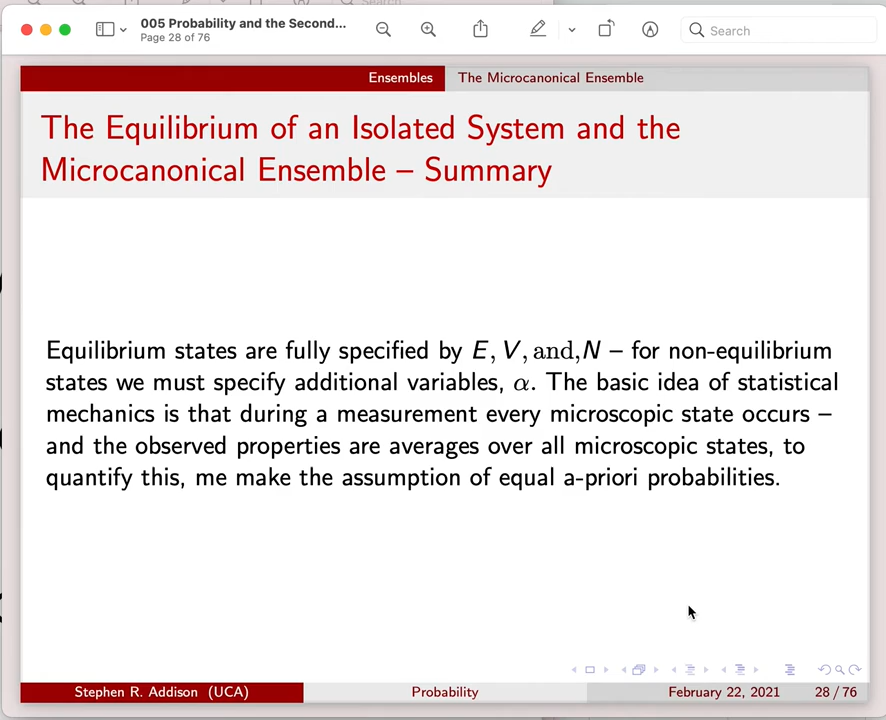 005 Probability and the Second...
Page 28 of 76
Search
Ensembles The Microcanonical Ensemble
The Equilibrium of an Isolated System and the
Microcanonical Ensemble – Summary
Equilibrium states are fully specified by E, V, and,N – for non-equilibrium
states we must specify additional variables, α. The basic idea of statistical
mechanics is that during a measurement every microscopic state occurs –
and the observed properties are averages over all microscopic states, to
quantify this, me make the assumption of equal a-priori probabilities.
Stephen R. Addison (UCA) Probability February 22, 2021 28 / 76